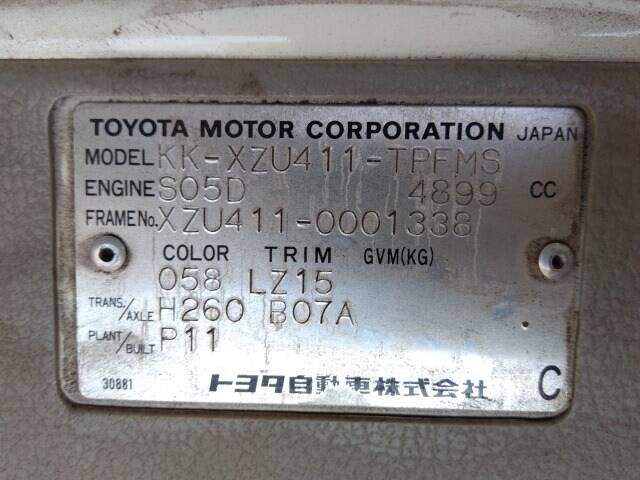 TOYOTA MOTOR CORPORATION JAPAN
MODEL KK-XZU411-TPFMS
ENGINE S05D 4899 CC
FRAME No. XZU411-0001338
COLOR TRIM GVM(KG)
058 LZ15
TRANS./AXLE H260 B07A
PLANT/BUILT P11
30881 トヨタ自動車株式会社 C